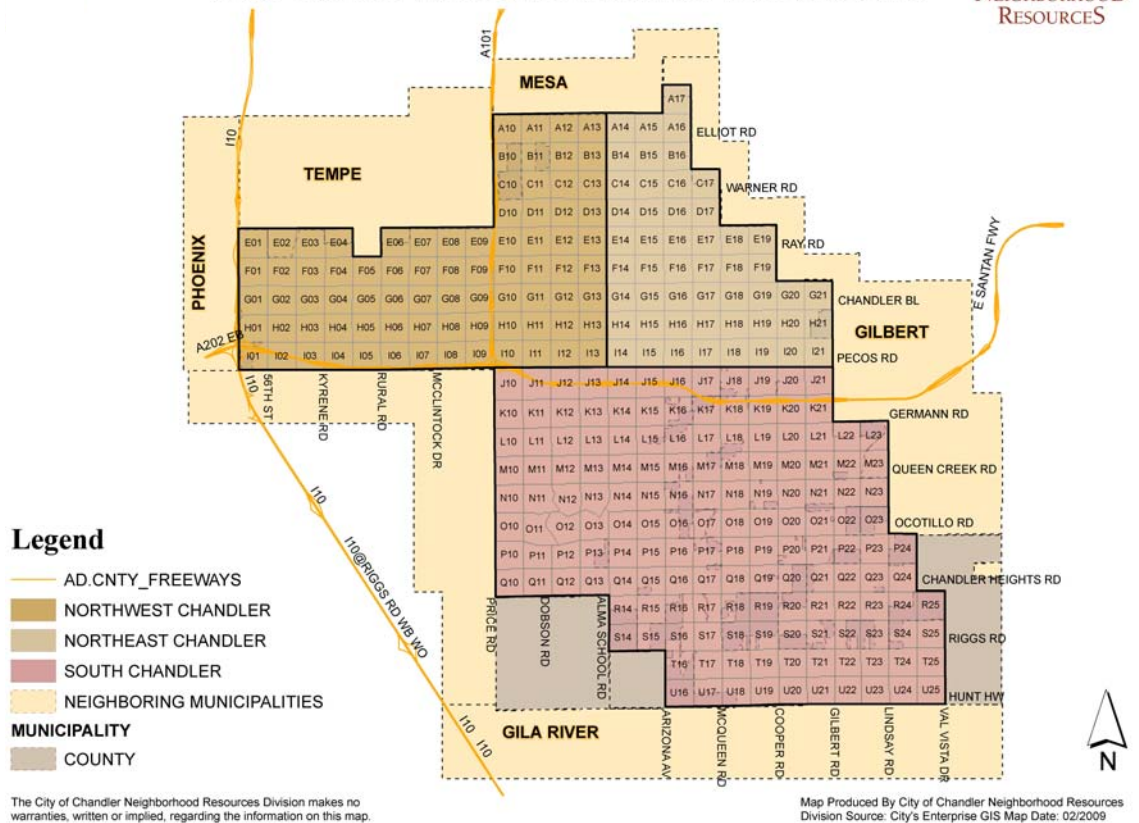 RESOURCES
A101
MESA
A17
I10
A10 A11 A12 A13 A14 A15 A16 ELLIOT RD
TEMPE
B10 B11 B12 B13 B14 B15 B16
C10 C11 C12 C13 C14 C15 C16 C17 WARNER RD
D10 D11 D12 D13 D14 D15 D16 D17
PHOENIX
E01 E02 E03 E04 E06 E07 E08 E09 E10 E11 E12 E13 E14 E15 E16 E17 E18 E19 RAY RD
E SANTAN FWY
F01 F02 F03 F04 F05 F06 F07 F08 F09 F10 F11 F12 F13 F14 F15 F16 F17 F18 F19
G01 G02 G03 G04 G05 G06 G07 G08 G09 G10 G11 G12 G13 G14 G15 G16 G17 G18 G19 G20 G21 CHANDLER BL
H01 H02 H03 H04 H05 H06 H07 H08 H09 H10 H11 H12 H13 H14 H15 H16 H17 H18 H19 H20 H21 GILBERT
A202 EB
I01 I02 I03 I04 I05 I06 I07 I08 I09 I10 I11 I12 I13 I14 I15 I16 I17 I18 I19 I20 I21 PECOS RD
I10
56TH ST
KYRENE RD
RURAL RD
MCCLINTOCK DR
J10 J11 J12 J13 J14 J15 J16 J17 J18 J19 J20 J21
K10 K11 K12 K13 K14 K15 K16 K17 K18 K19 K20 K21 GERMANN RD
L10 L11 L12 L13 L14 L15 L16 L17 L18 L19 L20 L21 L22 L23
M10 M11 M12 M13 M14 M15 M16 M17 M18 M19 M20 M21 M22 M23 QUEEN CREEK RD
I10
N10 N11 N12 N13 N14 N15 N16 N17 N18 N19 N20 N21 N22 N23
O10 O11 O12 O13 O14 O15 O16 O17 O18 O19 O20 O21 O22 O23 OCOTILLO RD
I10@RIGGS RD WB WO
P10 P11 P12 P13 P14 P15 P16 P17 P18 P19 P20 P21 P22 P23 P24
Q10 Q11 Q12 Q13 Q14 Q15 Q16 Q17 Q18 Q19 Q20 Q21 Q22 Q23 Q24 CHANDLER HEIGHTS RD
PRICE RD
DOBSON RD
ALMA SCHOOL RD
R14 R15 R16 R17 R18 R19 R20 R21 R22 R23 R24 R25
S14 S15 S16 S17 S18 S19 S20 S21 S22 S23 S24 S25 RIGGS RD
T16 T17 T18 T19 T20 T21 T22 T23 T24 T25
U16 U17 U18 U19 U20 U21 U22 U23 U24 U25 HUNT HW
I10 I10
GILA RIVER
ARIZONA AV
MCQUEEN RD
COOPER RD
GILBERT RD
LINDSAY RD
VAL VISTA DR
N
Legend
AD.CNTY_FREEWAYS
NORTHWEST CHANDLER
NORTHEAST CHANDLER
SOUTH CHANDLER
NEIGHBORING MUNICIPALITIES
MUNICIPALITY
COUNTY
The City of Chandler Neighborhood Resources Division makes no
warranties, written or implied, regarding the information on this map.
Map Produced By City of Chandler Neighborhood Resources
Division Source: City's Enterprise GIS Map Date: 02/2009